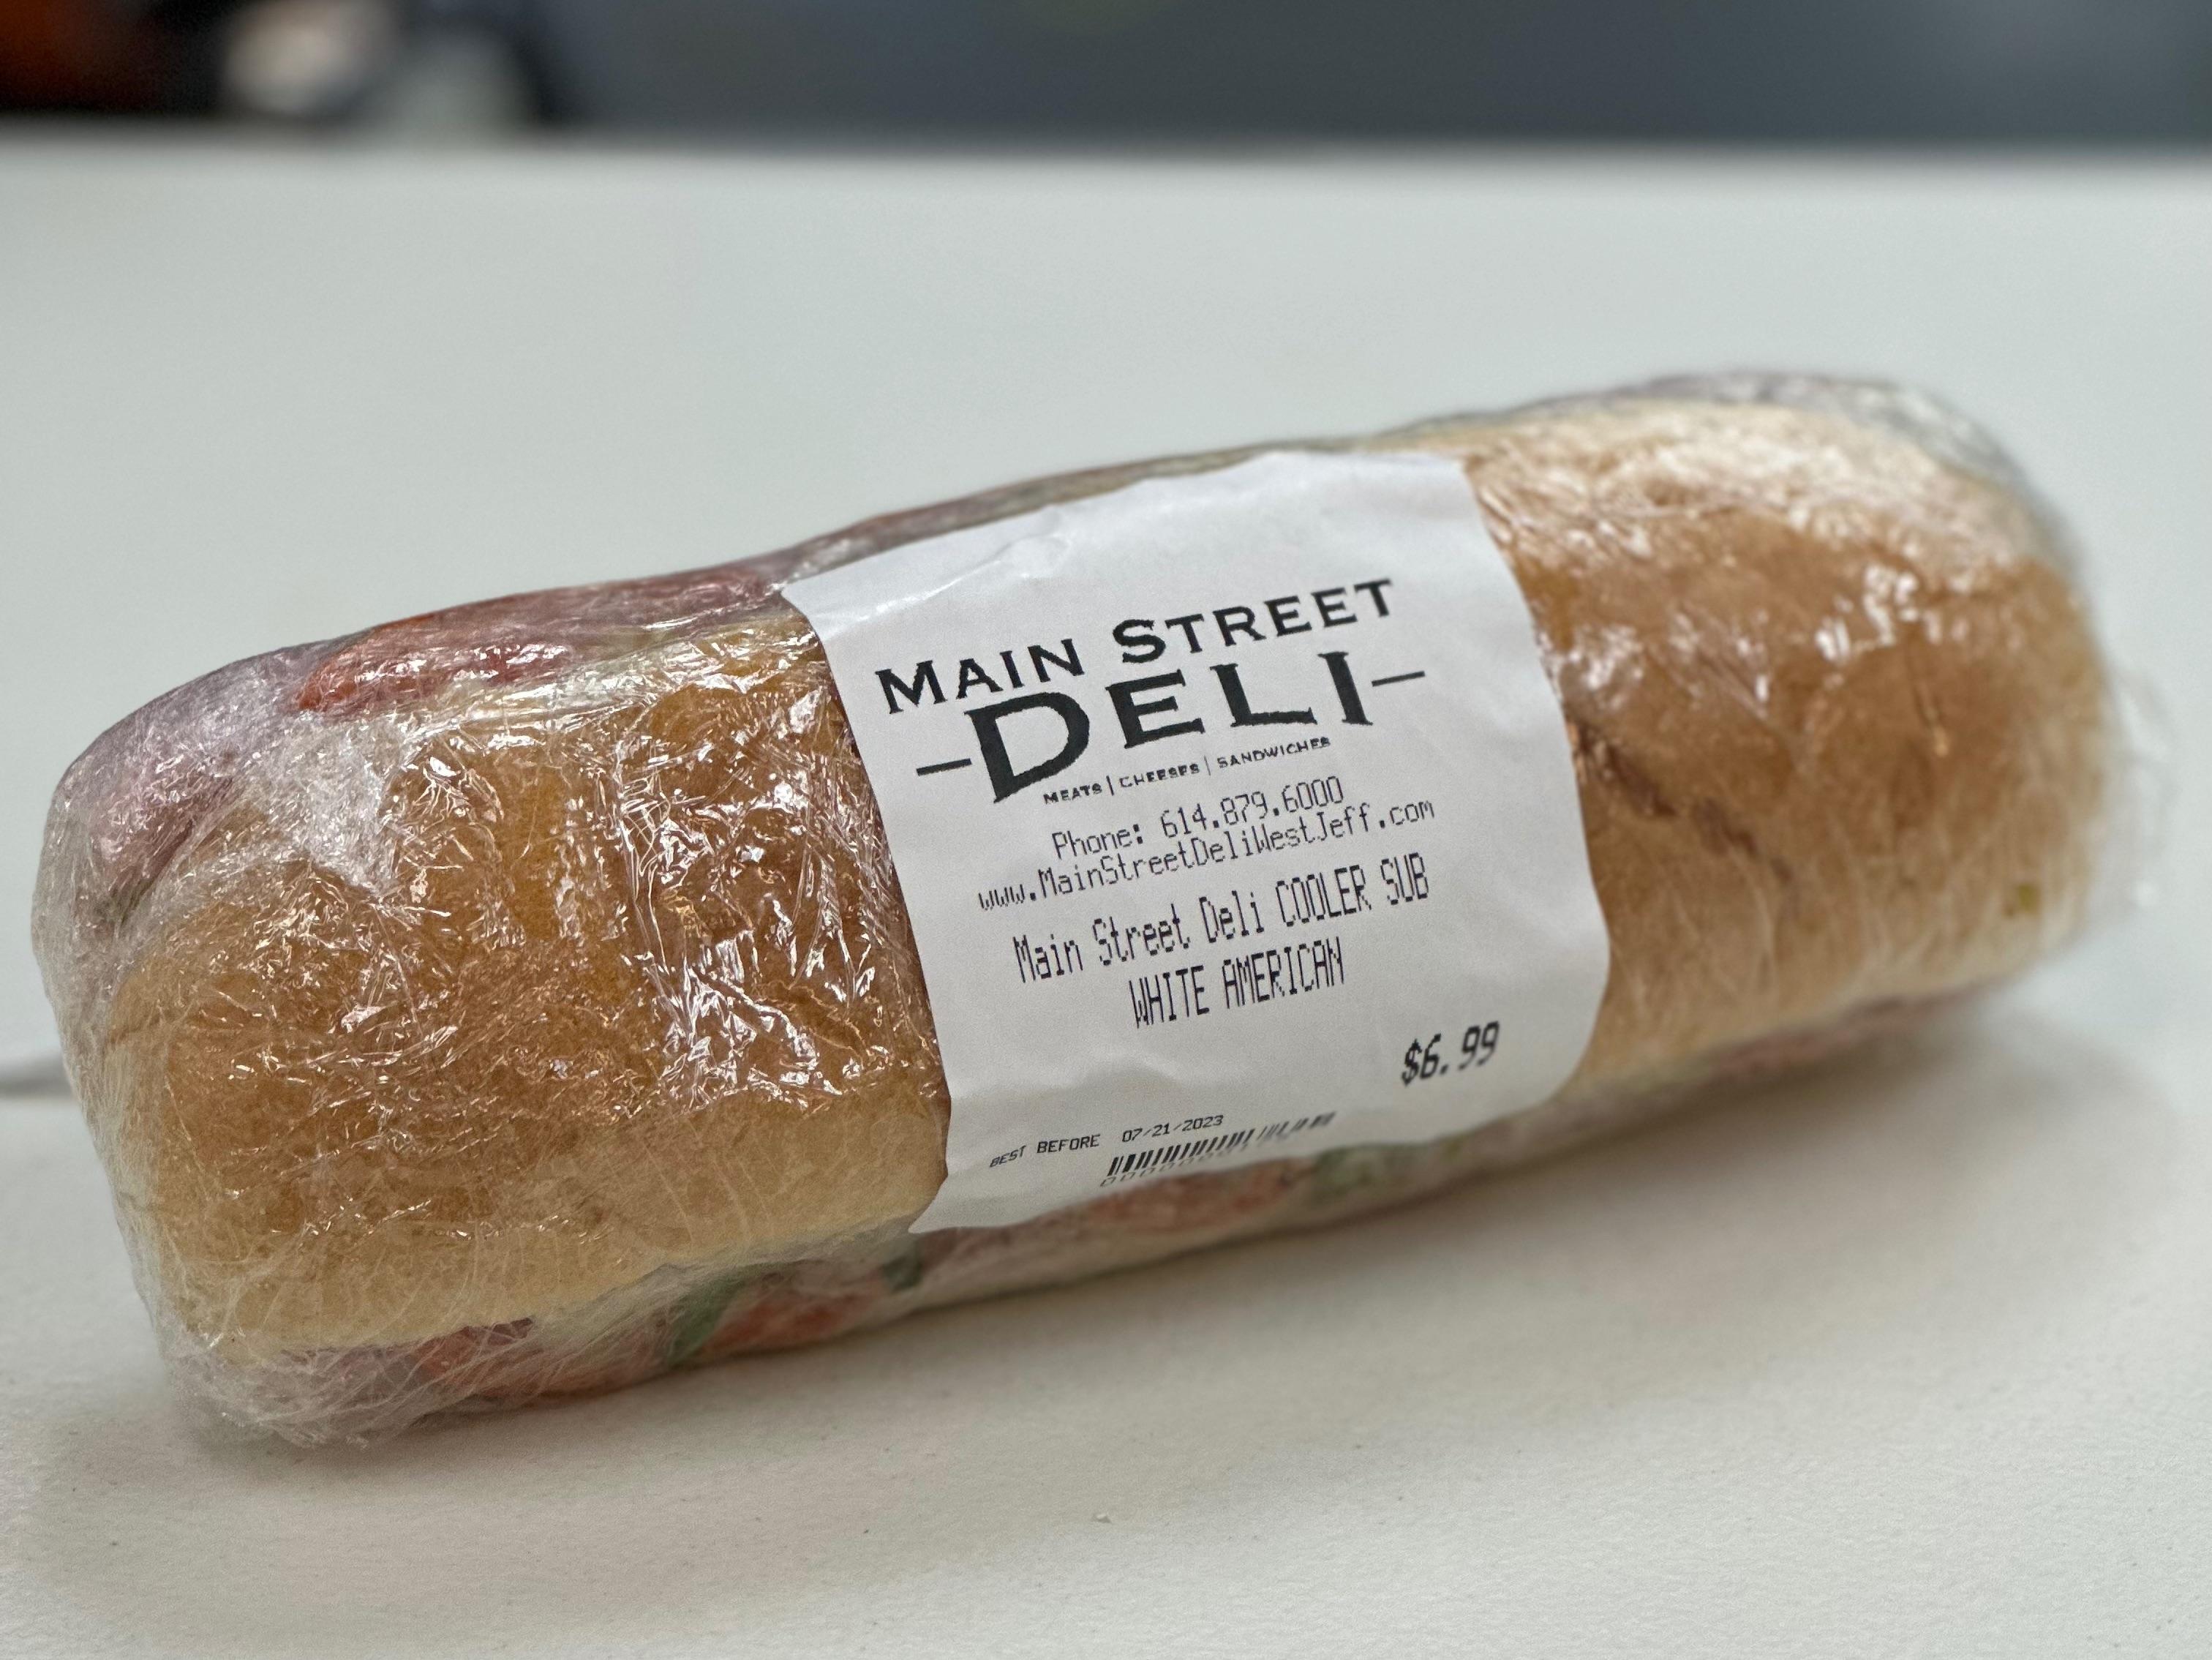 MAIN STREET
-DELI-
MEATS | CHEESES | SANDWICHES
Phone: 614.879.6000
www.MainStreetDeliWestJeff.com
Main Street Deli COOLER SUB
WHITE AMERICAN
$6.99
BEST BEFORE 07/21/2023